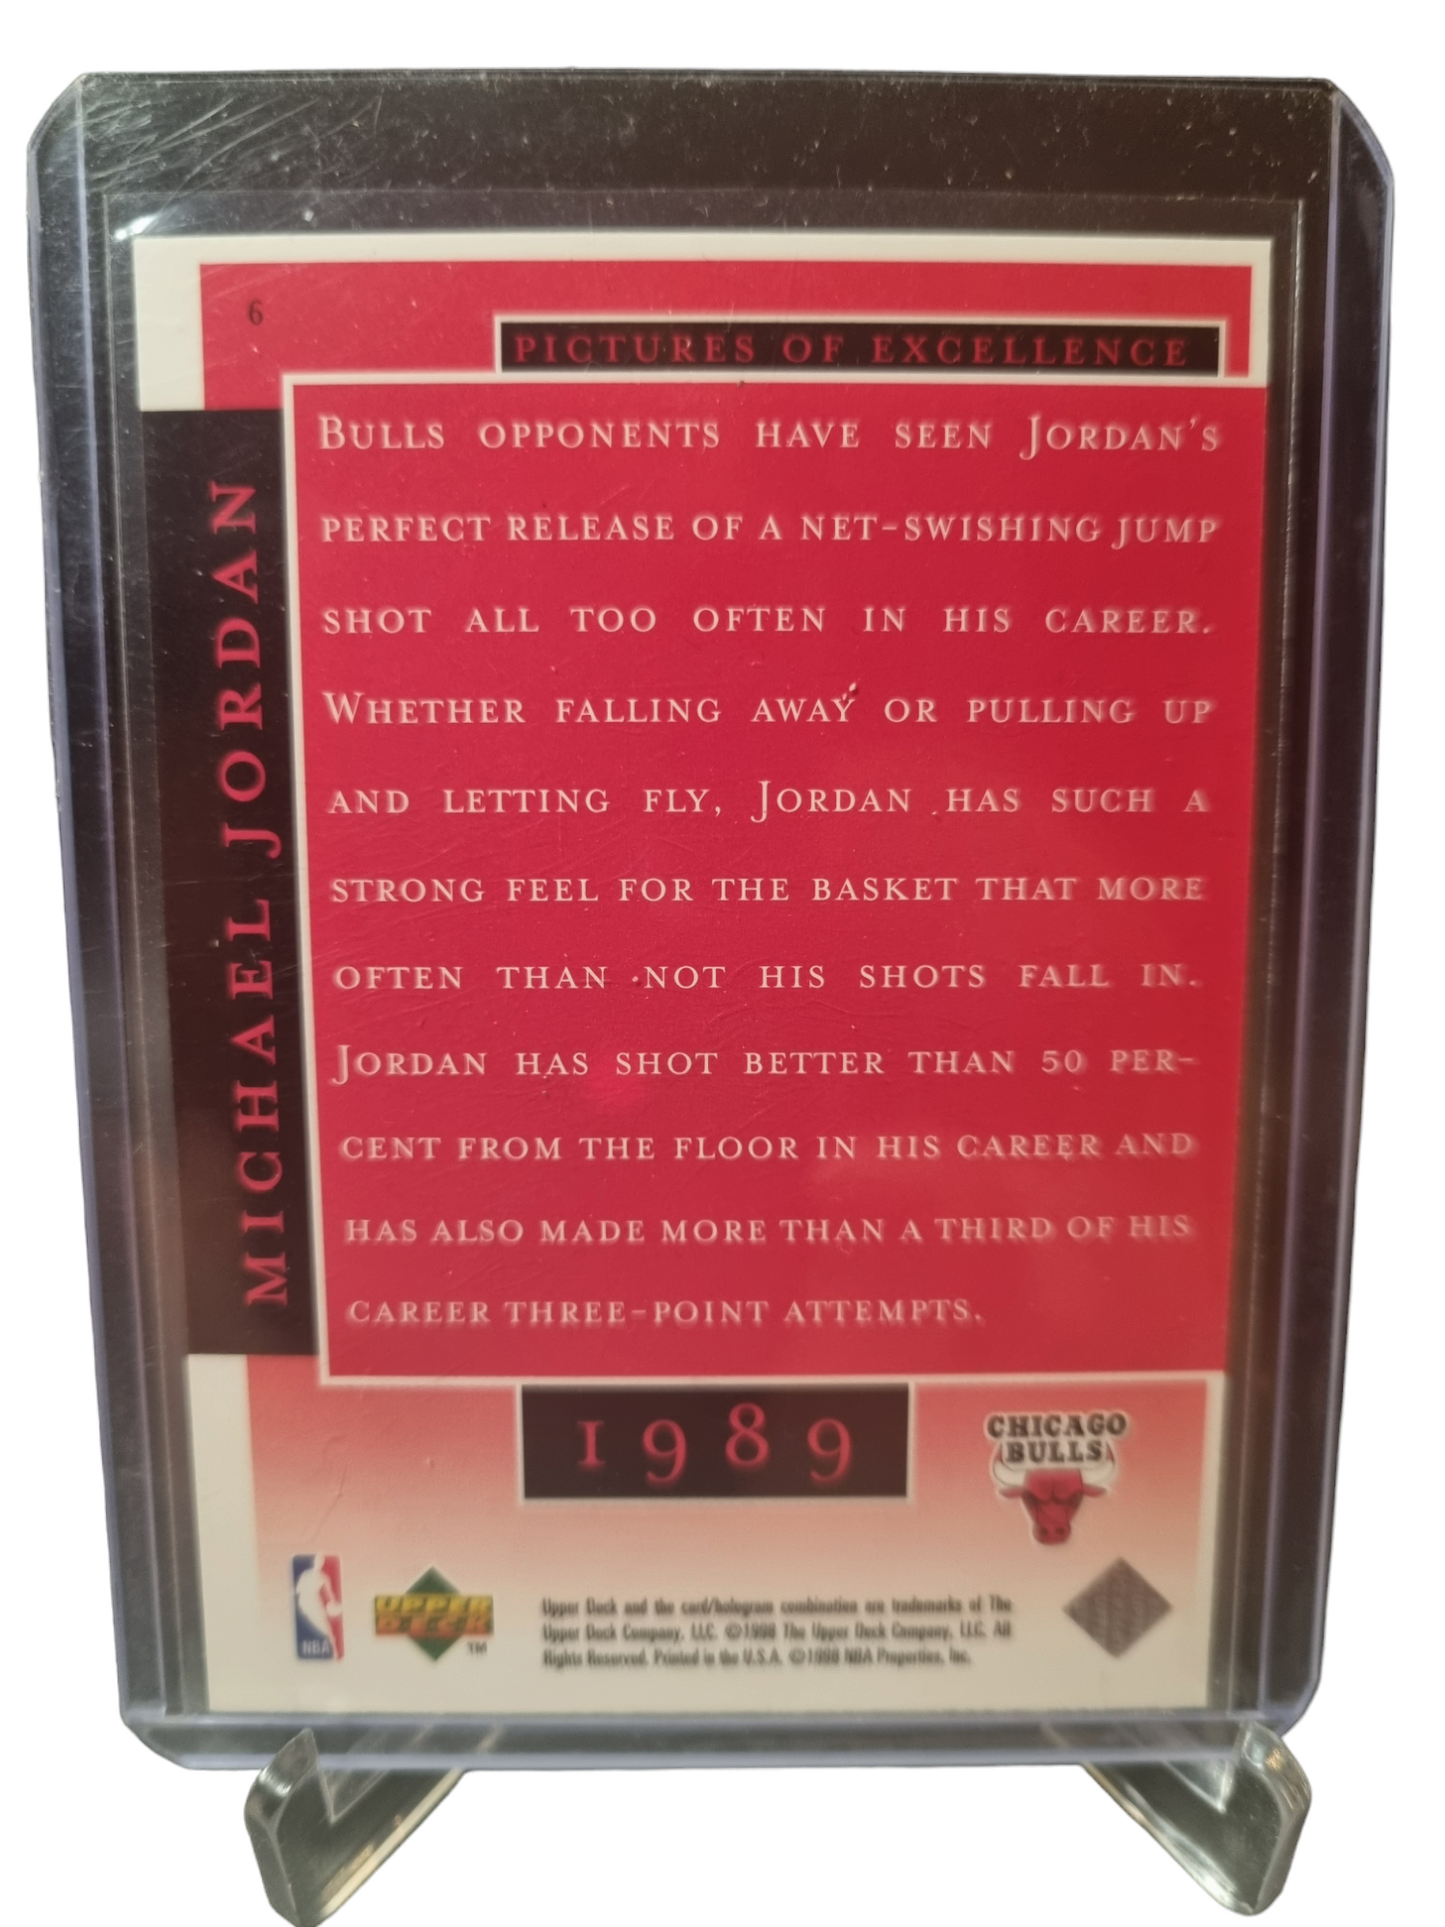 6
PICTURES OF EXCELLENCE
BULLS OPPONENTS HAVE SEEN JORDAN'S
PERFECT RELEASE OF A NET-SWISHING JUMP
SHOT ALL TOO OFTEN IN HIS CAREER.
WHETHER FALLING AWAY OR PULLING UP
AND LETTING FLY, JORDAN HAS SUCH A
STRONG FEEL FOR THE BASKET THAT MORE
OFTEN THAN NOT HIS SHOTS FALL IN.
JORDAN HAS SHOT BETTER THAN 50 PER-
CENT FROM THE FLOOR IN HIS CAREER AND
HAS ALSO MADE MORE THAN A THIRD OF HIS
CAREER THREE-POINT ATTEMPTS.
MICHAEL JORDAN
1989
CHICAGO
BULLS
NBA
UPPER
DECK
TM
Upper Deck and the card/hologram combination are trademarks of The
Upper Deck Company, LLC. ©1998 The Upper Deck Company, LLC. All
Rights Reserved. Printed in the U.S.A. ©1998 NBA Properties, Inc.